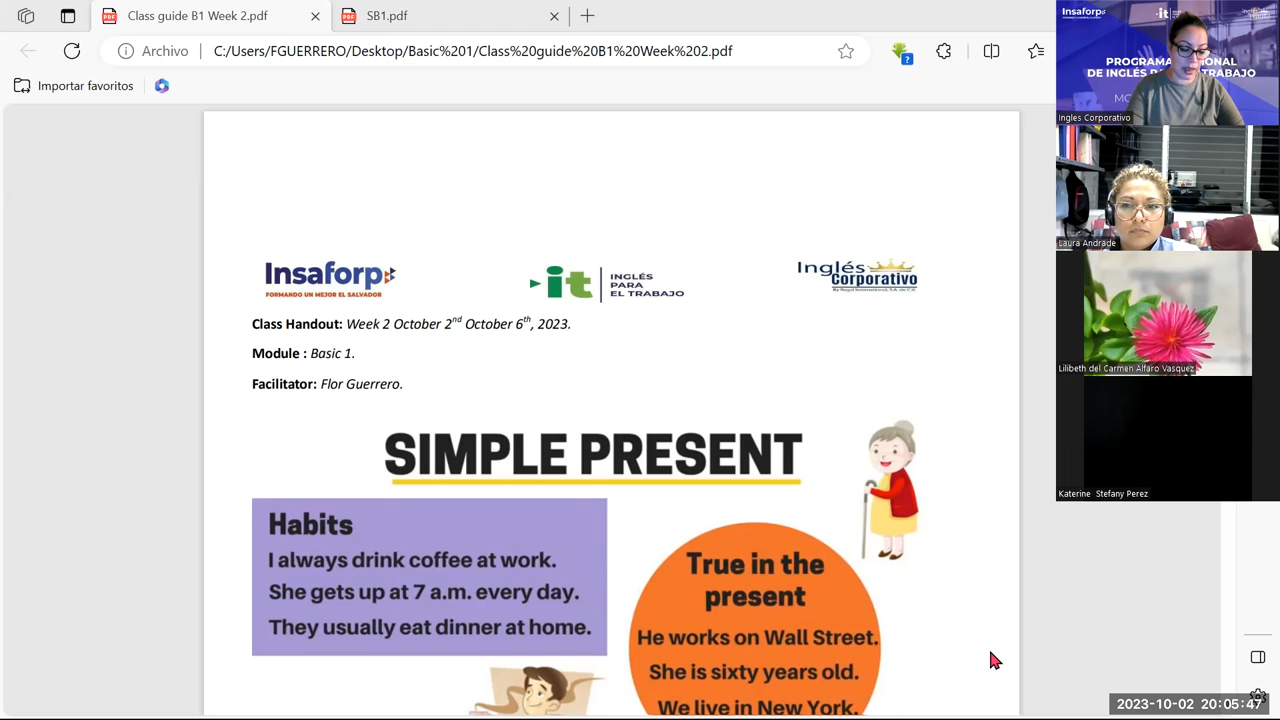 Class guide B1 Week 2.pdf
Archivo
C:/Users/FGUERRERO/Desktop/Basic%201/Class%20guide%20B1%20Week%202.pdf
Importar favoritos
Insaforp
FORMANDO UN MEJOR EL SALVADOR
it
INGLÉS
PARA
EL TRABAJO
Inglés
Corporativo
Class Handout: Week 2 October 2nd October 6th, 2023.
Module : Basic 1.
Facilitator: Flor Guerrero.
SIMPLE PRESENT
Habits
I always drink coffee at work.
She gets up at 7 a.m. every day.
They usually eat dinner at home.
True in the
present
He works on Wall Street.
She is sixty years old.
We live in New York.
Insaforp
it
PROGRAMA
DE INGLÉS
TRABAJO
Ingles Corporativo
Laura Andrade
Lilibeth del Carmen Alfaro Vasquez
Katerine Stefany Perez
2023-10-02 20:05:47